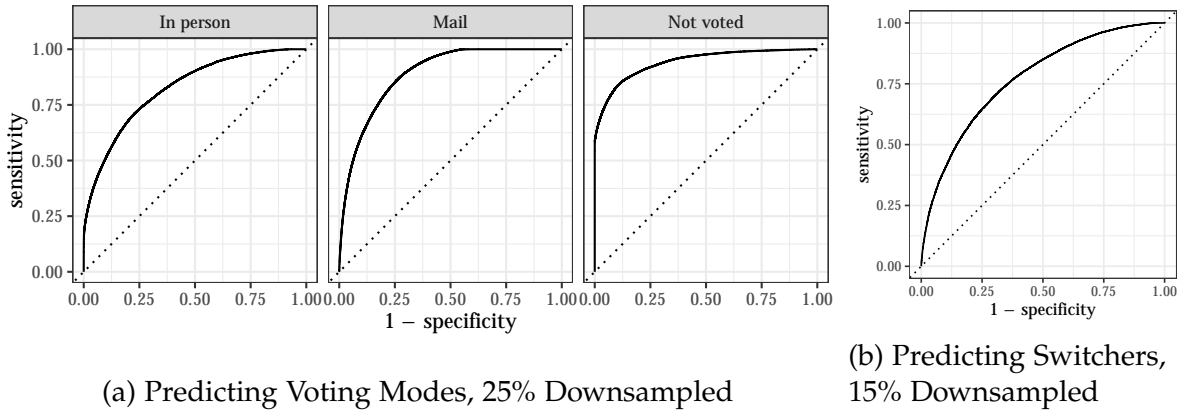 In person
Mail
Not voted
sensitivity
1.00
0.75
0.50
0.25
0.00
0.00 0.25 0.50 0.75 1.00
0.00 0.25 0.50 0.75 1.00
0.00 0.25 0.50 0.75 1.00
1 − specificity
(a) Predicting Voting Modes, 25% Downsampled
sensitivity
1.00
0.75
0.50
0.25
0.00
0.00 0.25 0.50 0.75 1.00
1 − specificity
(b) Predicting Switchers,
15% Downsampled